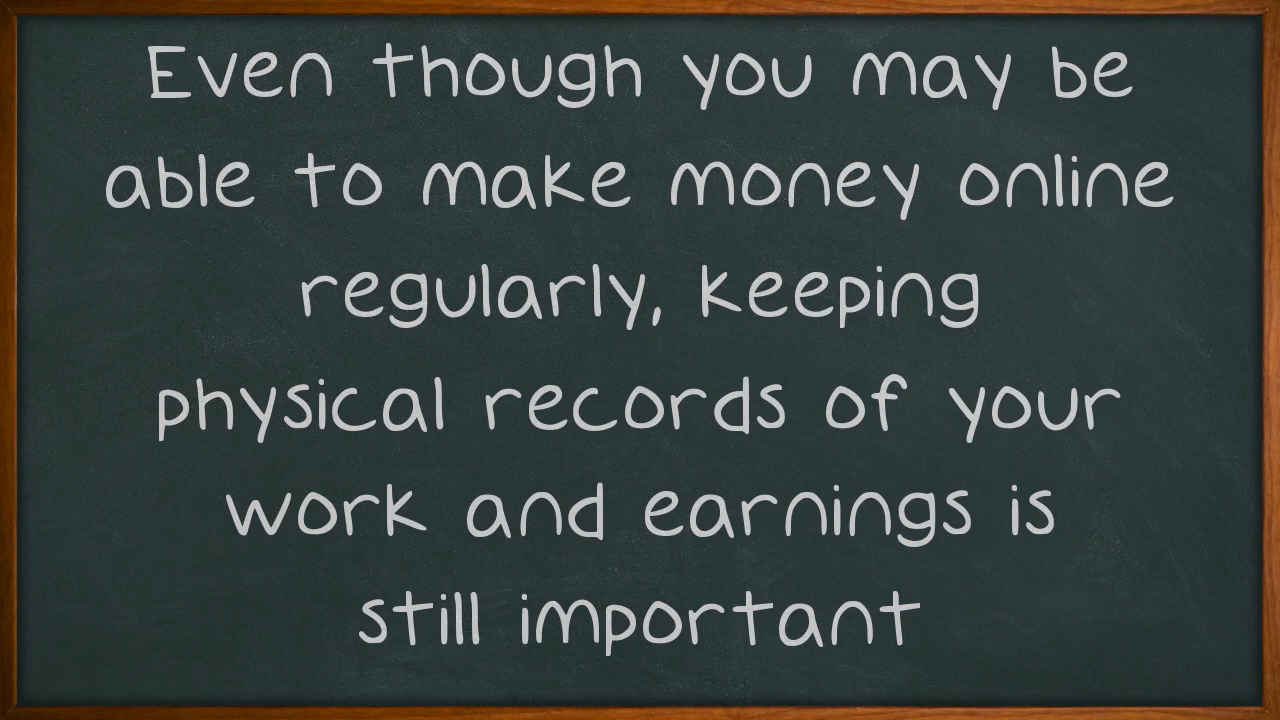 Even though you may be
able to make money online
regularly, keeping
physical records of your
work and earnings is
still important